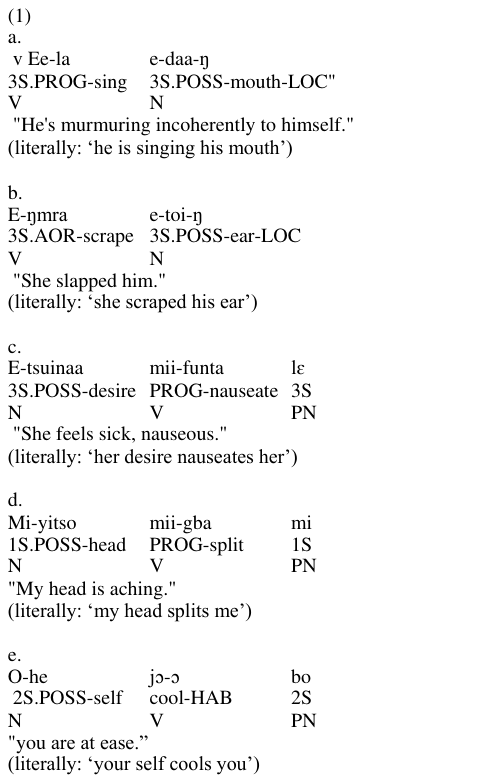 (1)
a.
v Ee-la e-daa-ŋ
3S.PROG-sing 3S.POSS-mouth-LOC"
V N
"He's murmuring incoherently to himself."
(literally: ‘he is singing his mouth’)
b.
E-ŋmra e-toi-ŋ
3S.AOR-scrape 3S.POSS-ear-LOC
V N
"She slapped him."
(literally: ‘she scraped his ear’)
c.
E-tsuinaa mii-funta lɛ
3S.POSS-desire PROG-nauseate 3S
N V PN
"She feels sick, nauseous."
(literally: ‘her desire nauseates her’)
d.
Mi-yitso mii-gba mi
1S.POSS-head PROG-split 1S
N V PN
"My head is aching."
(literally: ‘my head splits me’)
e.
O-he jɔ-ɔ bo
2S.POSS-self cool-HAB 2S
N V PN
"you are at ease.”
(literally: ‘your self cools you’)